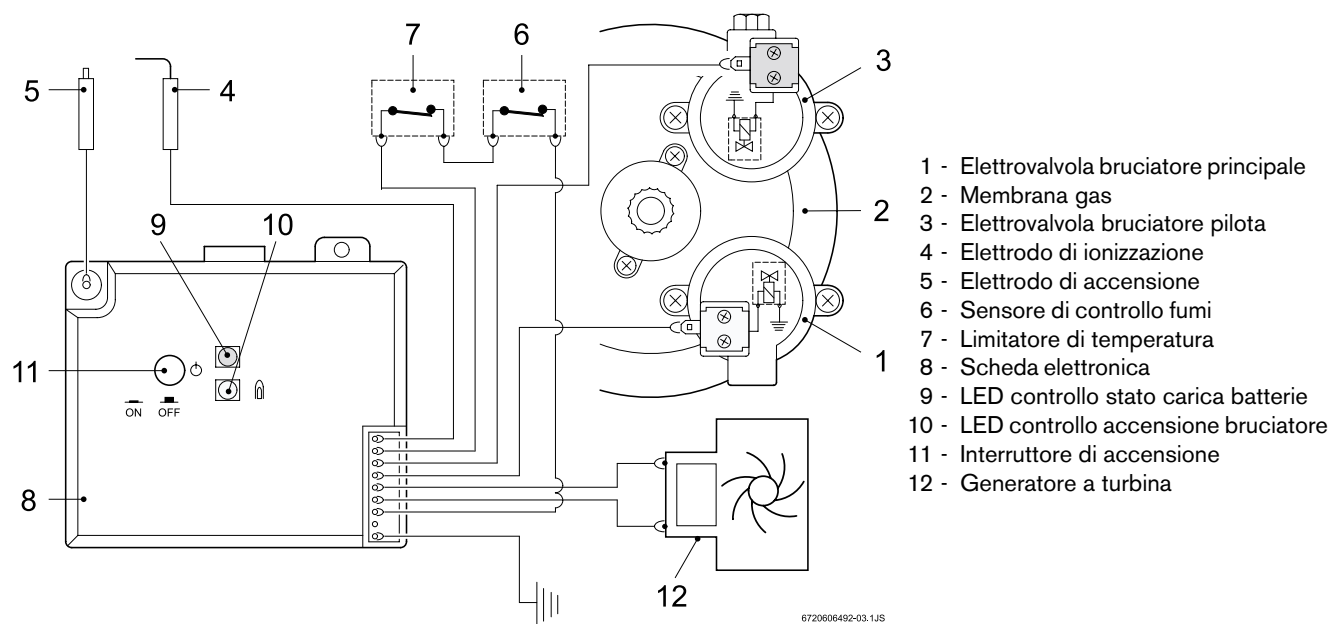 7
6
5
4
3
2
1
9
10
11
ON OFF
8
12
6720606492-03.1JS
1 - Elettrovalvola bruciatore principale
2 - Membrana gas
3 - Elettrovalvola bruciatore pilota
4 - Elettrodo di ionizzazione
5 - Elettrodo di accensione
6 - Sensore di controllo fumi
7 - Limitatore di temperatura
8 - Scheda elettronica
9 - LED controllo stato carica batterie
10 - LED controllo accensione bruciatore
11 - Interruttore di accensione
12 - Generatore a turbina